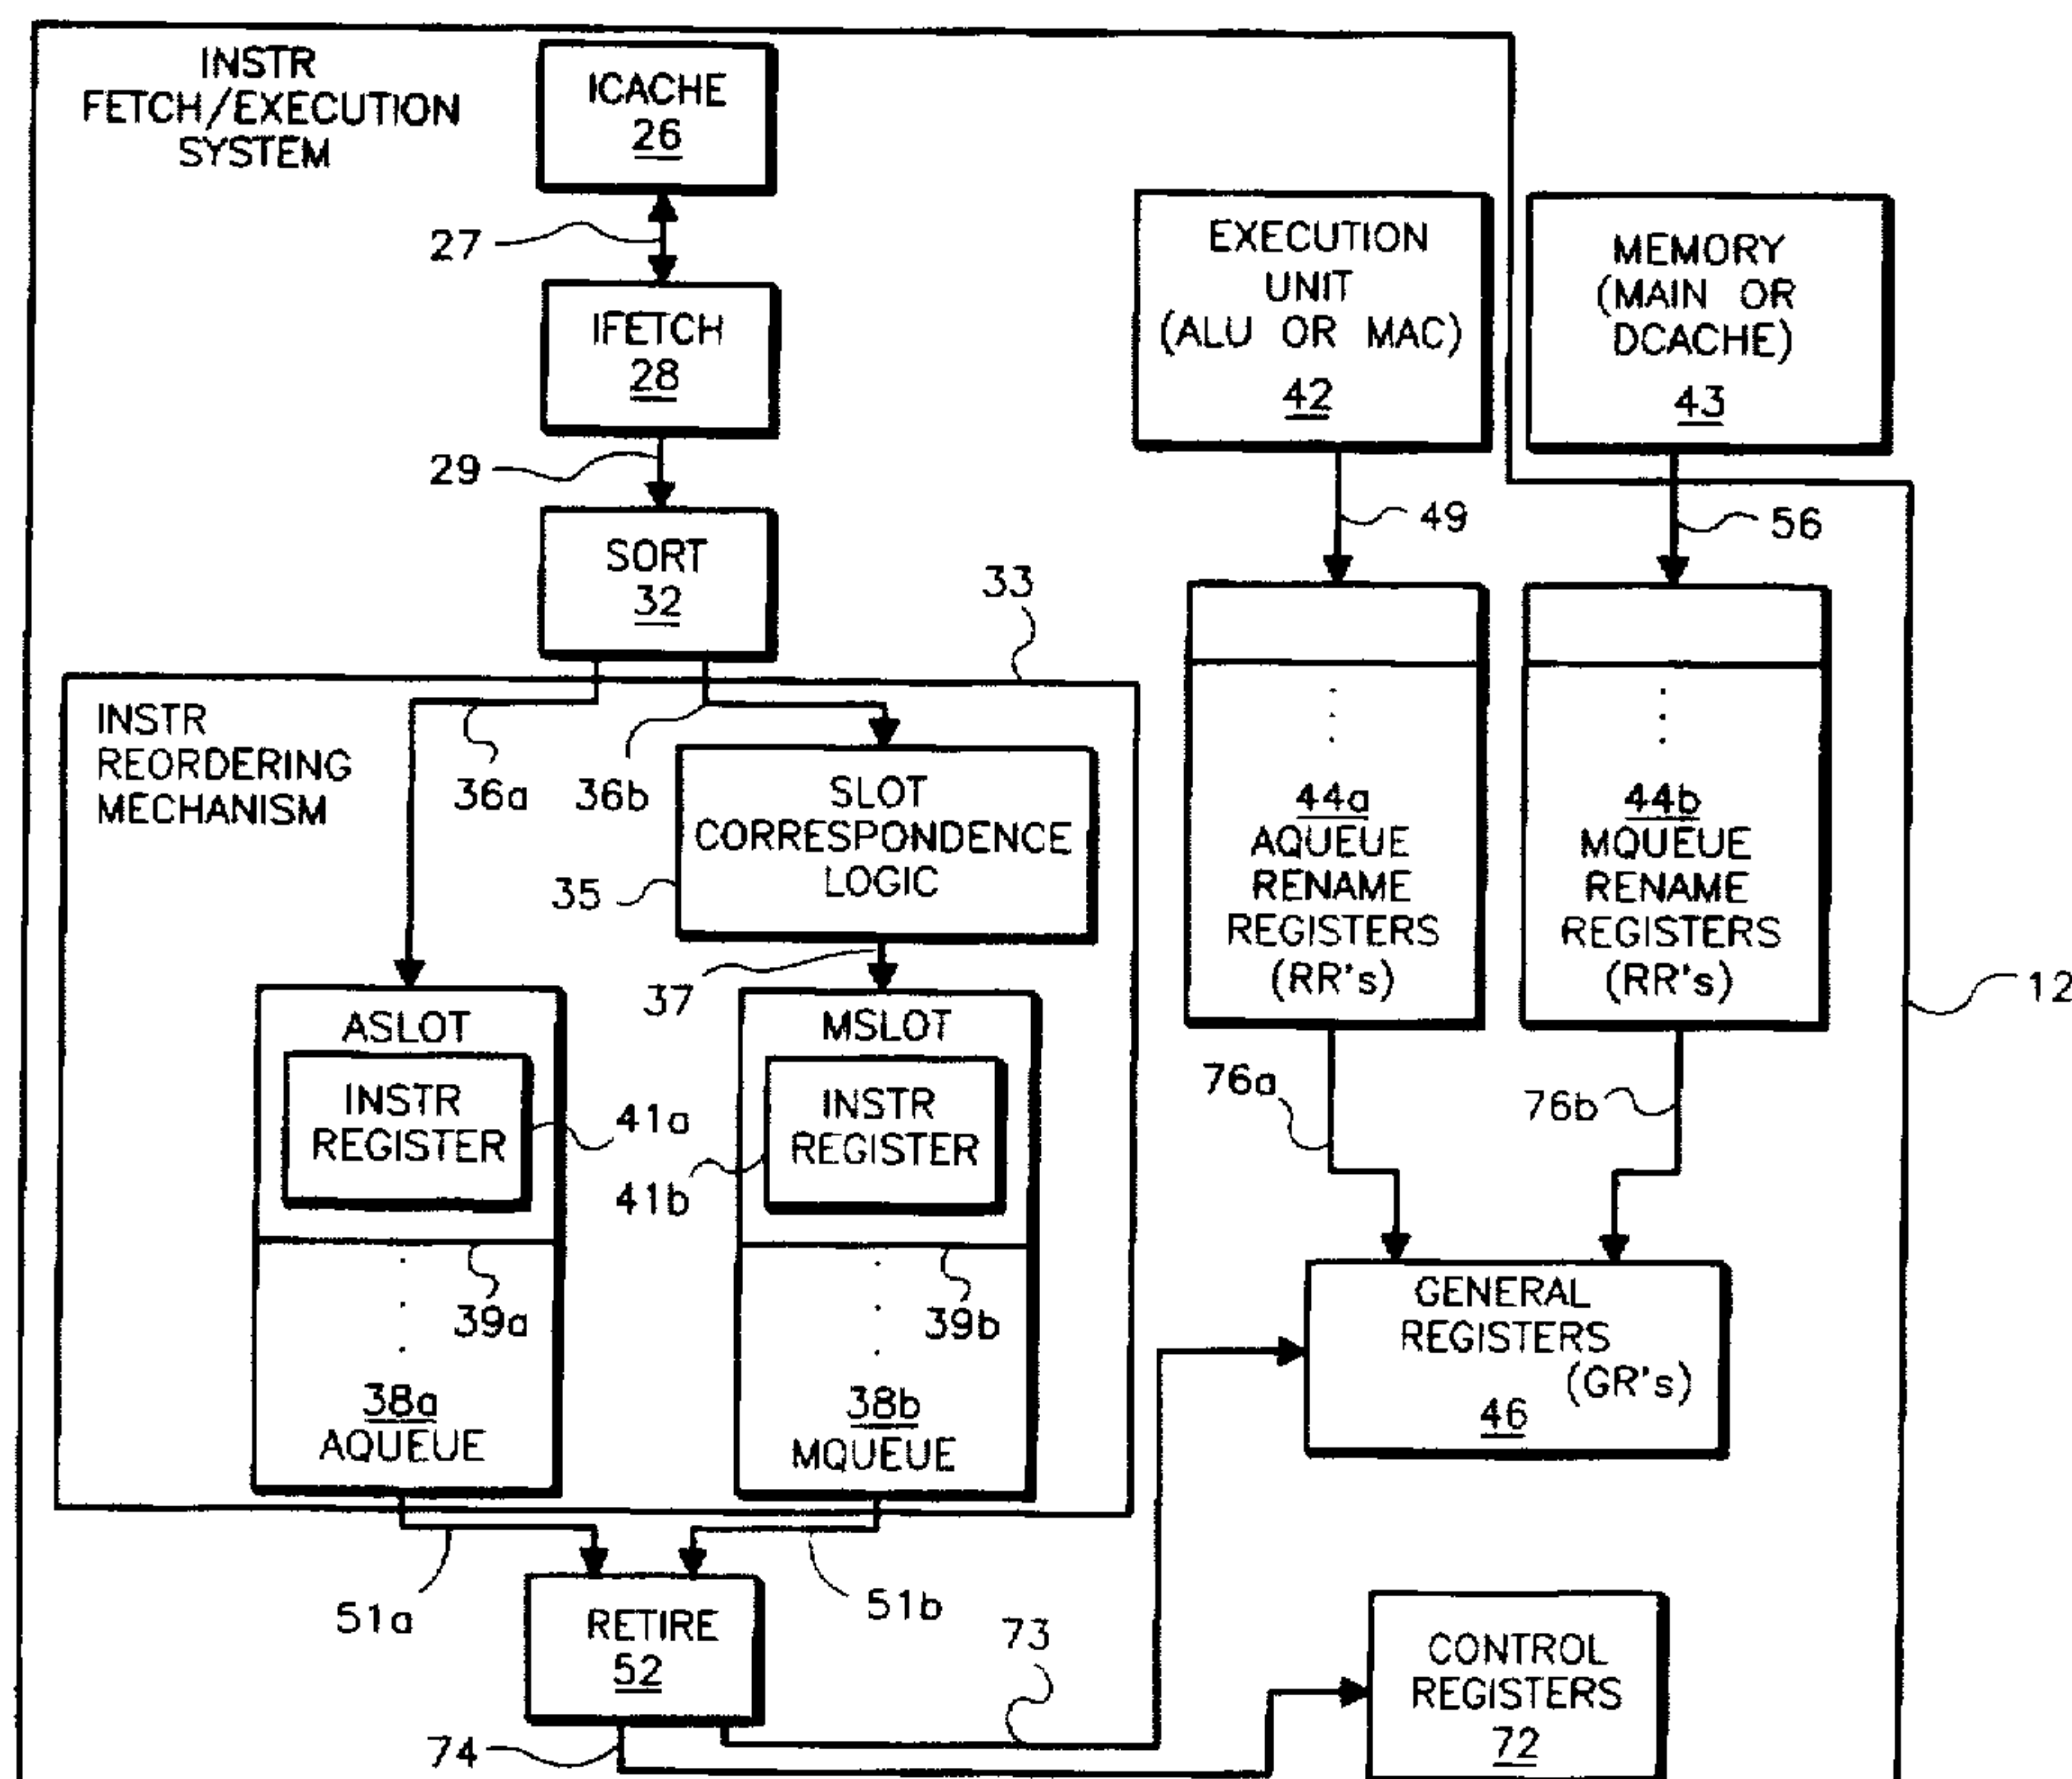 INSTR
FETCH/EXECUTION
SYSTEM
ICACHE
26
27
IFETCH
28
29
SORT
32
EXECUTION
UNIT
(ALU OR MAC)
42
MEMORY
(MAIN OR
DCACHE)
43
49
56
33
INSTR
REORDERING
MECHANISM
36a
36b
SLOT
CORRESPONDENCE
LOGIC
35
37
44a
AQUEUE
RENAME
REGISTERS
(RR's)
44b
MQUEUE
RENAME
REGISTERS
(RR's)
12
ASLOT
INSTR
REGISTER
41a
MSLOT
INSTR
REGISTER
41b
76a
76b
39a
39b
38a
AQUEUE
38b
MQUEUE
GENERAL
REGISTERS
(GR's)
46
51a
51b
RETIRE
52
73
74
CONTROL
REGISTERS
72